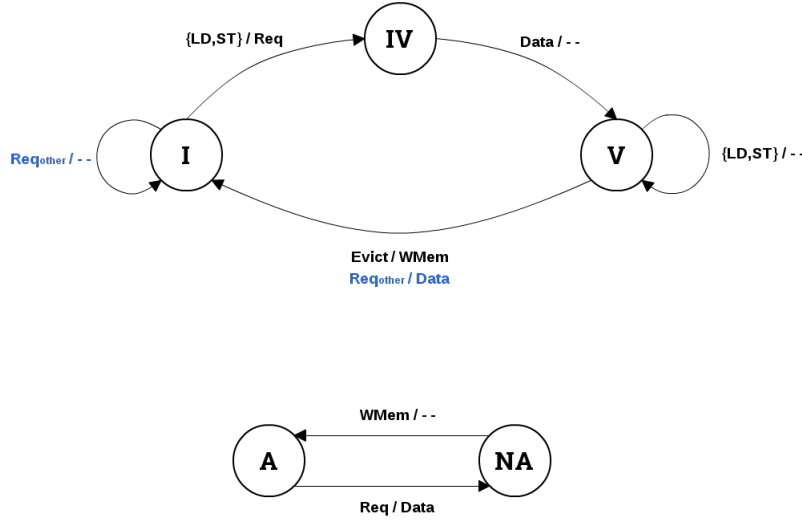 IV
{LD,ST} / Req
Data / - -
I
V
Reqother / - -
{LD,ST} / - -
Evict / WMem
Reqother / Data
WMem / - -
A
NA
Req / Data